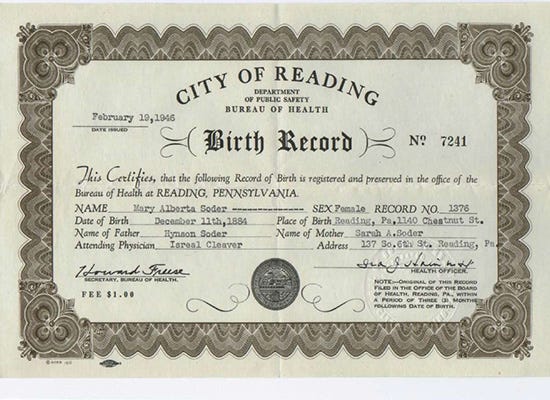 CITY OF READING
DEPARTMENT
OF PUBLIC SAFETY
BUREAU OF HEALTH
February 19,1946
DATE ISSUED
Birth Record
Nº 7241
This Certifies, that the following Record of Birth is registered and preserved in the office of the
Bureau of Health at READING, PENNSYLVANIA.
NAME Mary Alberta Soder -------------- SEX Female RECORD NO. 1376
Date of Birth December 11th,1884 Place of Birth Reading, Pa.1140 Chestnut St.
Name of Father Hynson Soder Name of Mother Sarah A.Soder
Attending Physician Isreal Cleaver Address 137 So.6th St. Reading, Pa.
Howard Freese
SECRETARY, BUREAU OF HEALTH.
HEALTH OFFICER.
FEE $1.00
NOTE:-ORIGINAL OF THIS RECORD
FILED IN THE OFFICE OF THE BOARD
OF HEALTH, READING, PA., WITHIN
A PERIOD OF THREE (3) MONTHS
FOLLOWING DATE OF BIRTH.